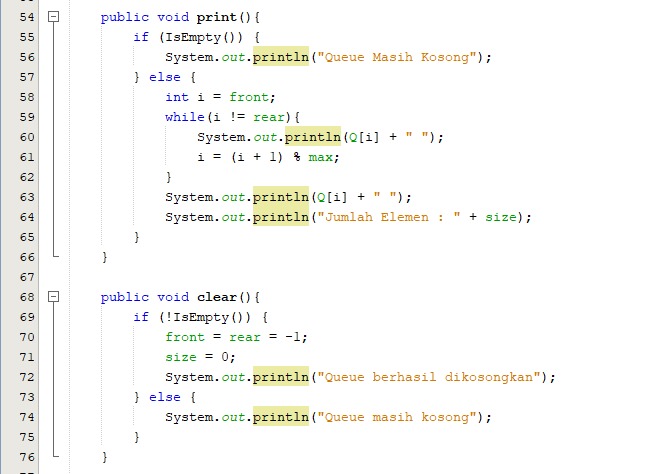 54 public void print(){
55 if (IsEmpty()) {
56 System.out.println("Queue Masih Kosong");
57 } else {
58 int i = front;
59 while(i != rear){
60 System.out.println(Q[i] + " ");
61 i = (i + 1) % max;
62 }
63 System.out.println(Q[i] + " ");
64 System.out.println("Jumlah Elemen : " + size);
65 }
66 }
67
68 public void clear(){
69 if (!IsEmpty()) {
70 front = rear = -1;
71 size = 0;
72 System.out.println("Queue berhasil dikosongkan");
73 } else {
74 System.out.println("Queue masih kosong");
75 }
76 }